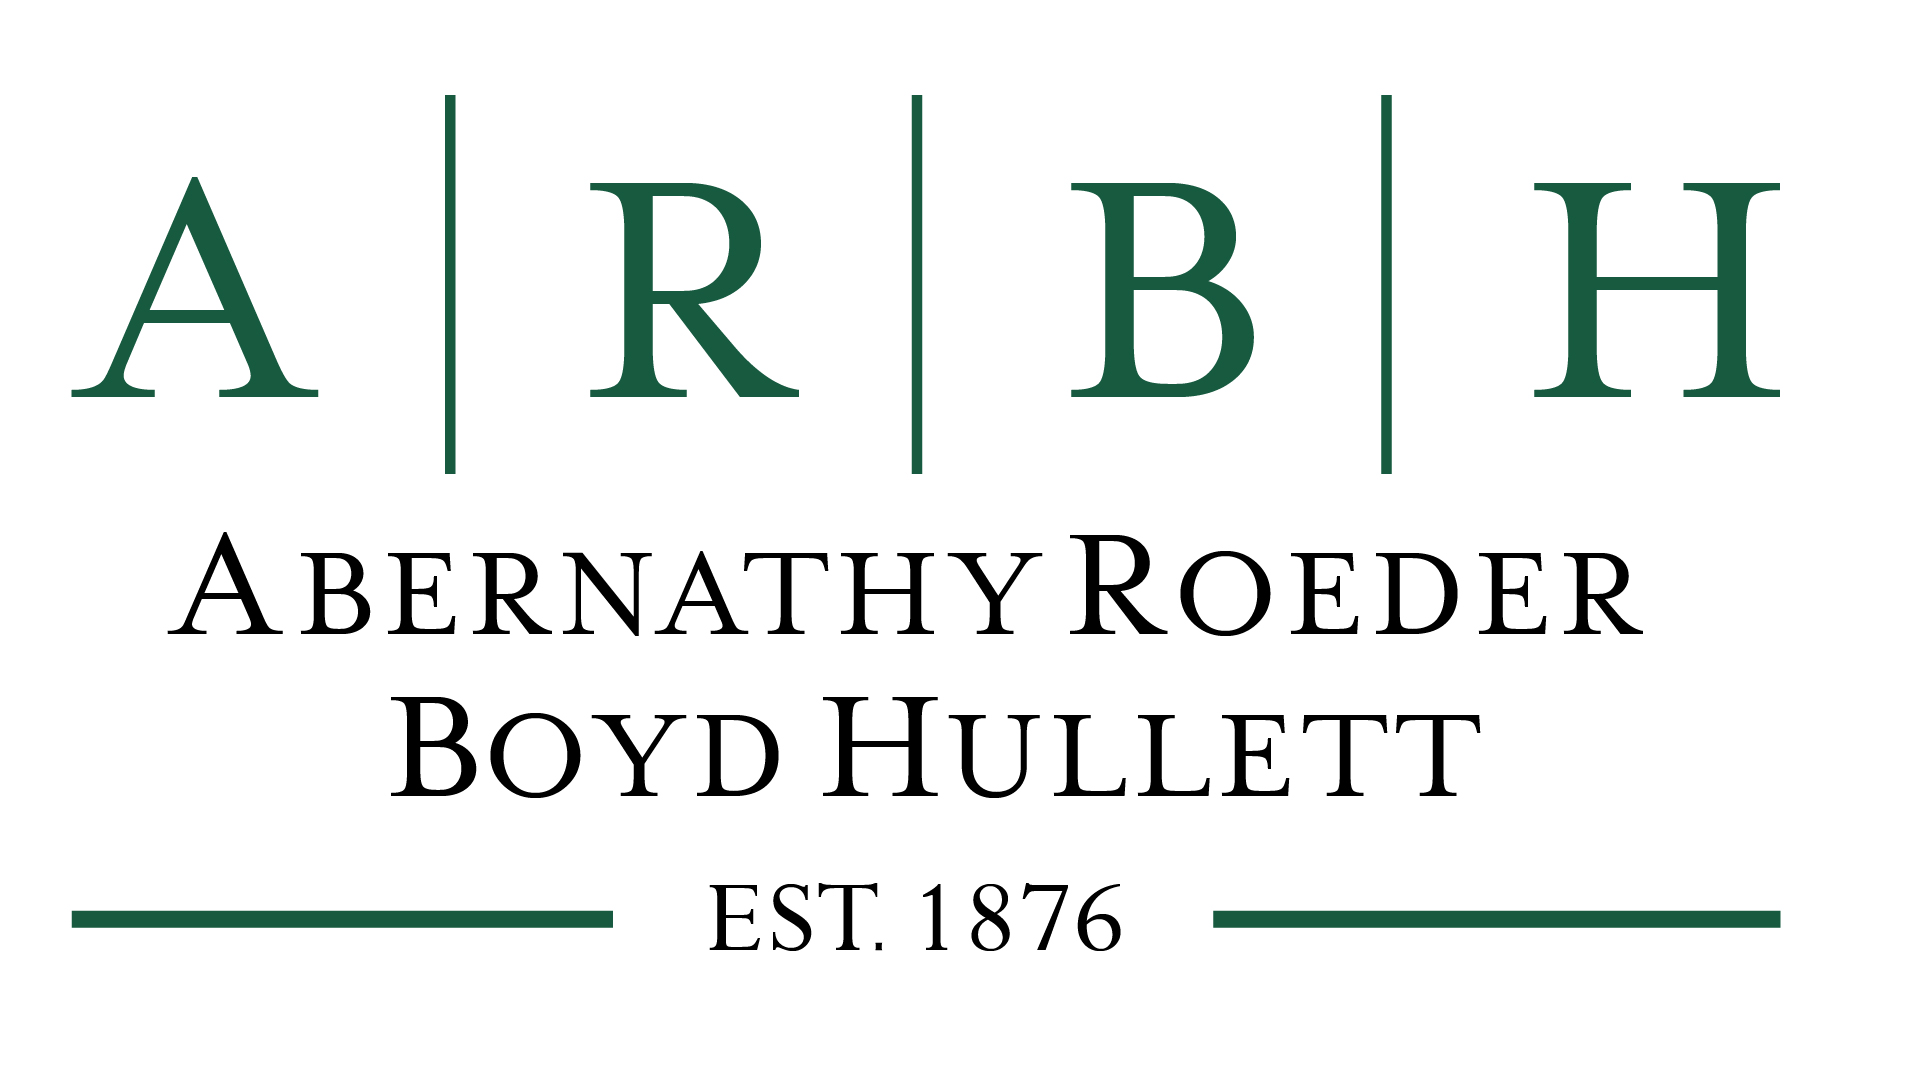 A | R | B | H
ABERNATHY ROEDER
BOYD HULLETT
EST. 1876